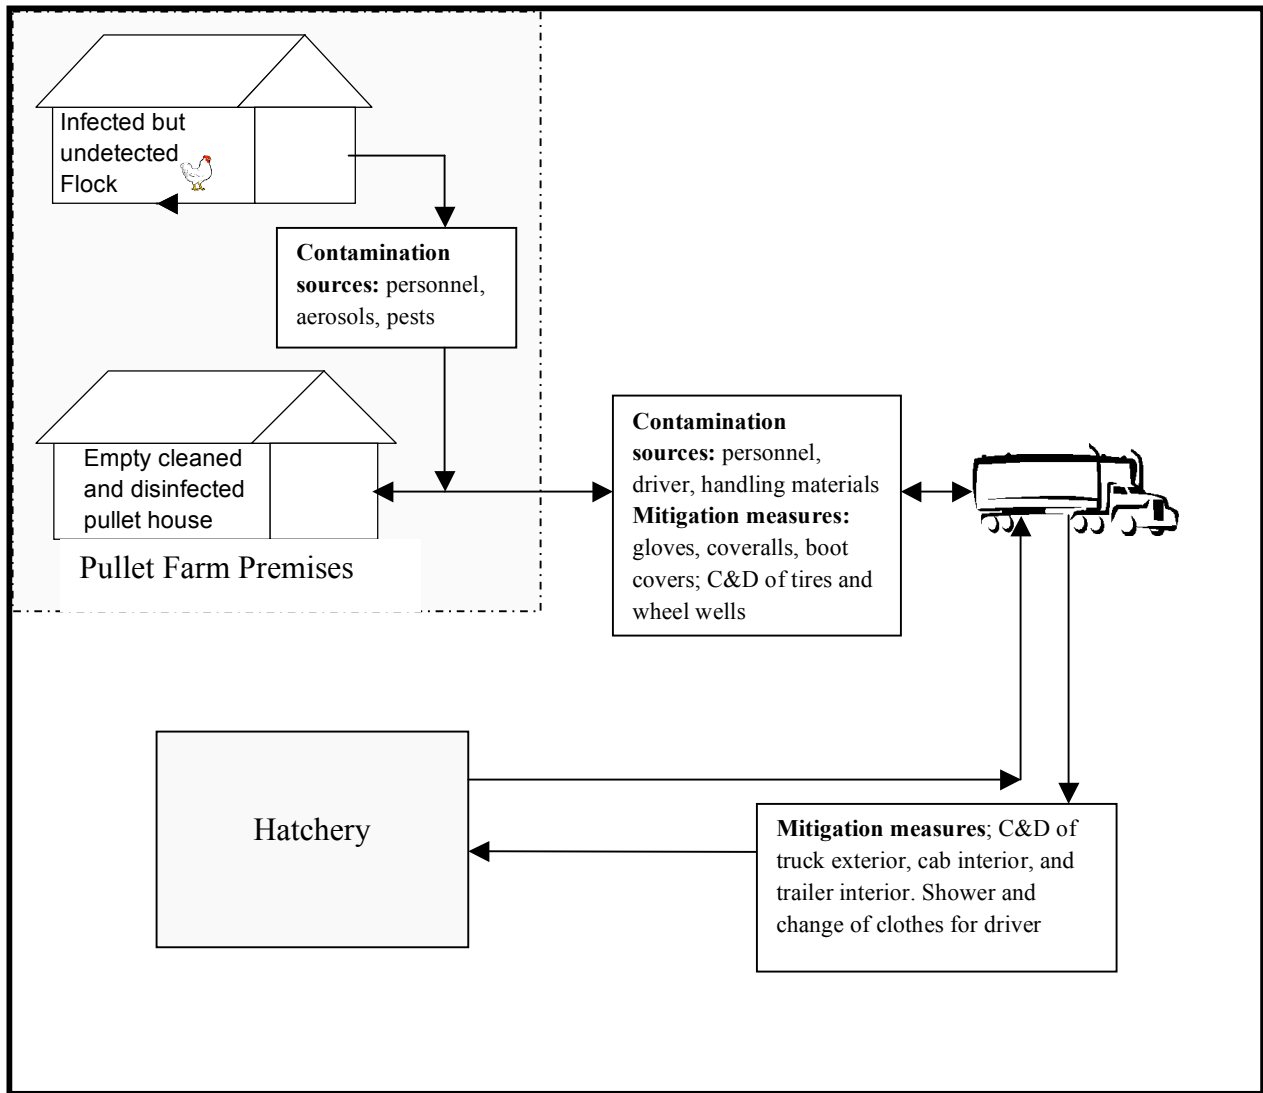 Infected but
undetected
Flock
Contamination
sources: personnel,
aerosols, pests
Empty cleaned
and disinfected
pullet house
Pullet Farm Premises
Contamination
sources: personnel,
driver, handling materials
Mitigation measures:
gloves, coveralls, boot
covers; C&D of tires and
wheel wells
Hatchery
Mitigation measures; C&D of
truck exterior, cab interior, and
trailer interior. Shower and
change of clothes for driver